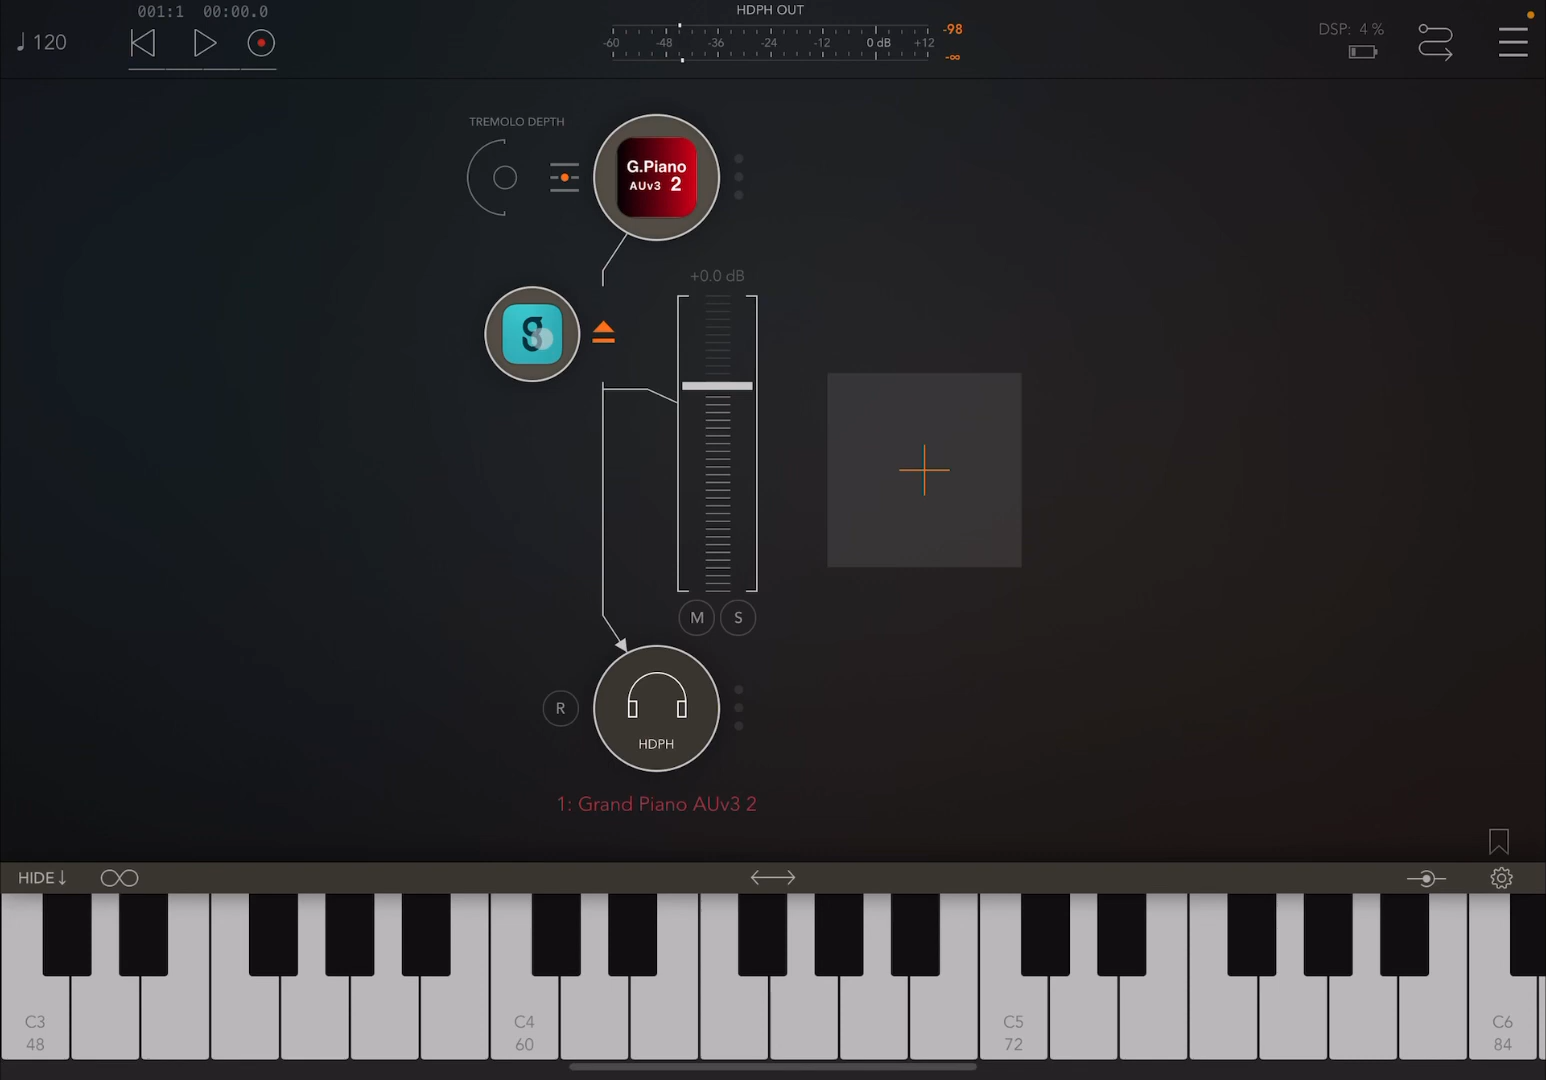 001:1 00:00.0
HDPH OUT
♩ 120
-60 -48 -36 -24 -12 0 dB +12
-98
-∞
DSP: 4 %
TREMOLO DEPTH
G.Piano
AUv3 2
+0.0 dB
g
M S
R
HDPH
1: Grand Piano AUv3 2
HIDE↓
C3 C4 C5 C6
48 60 72 84